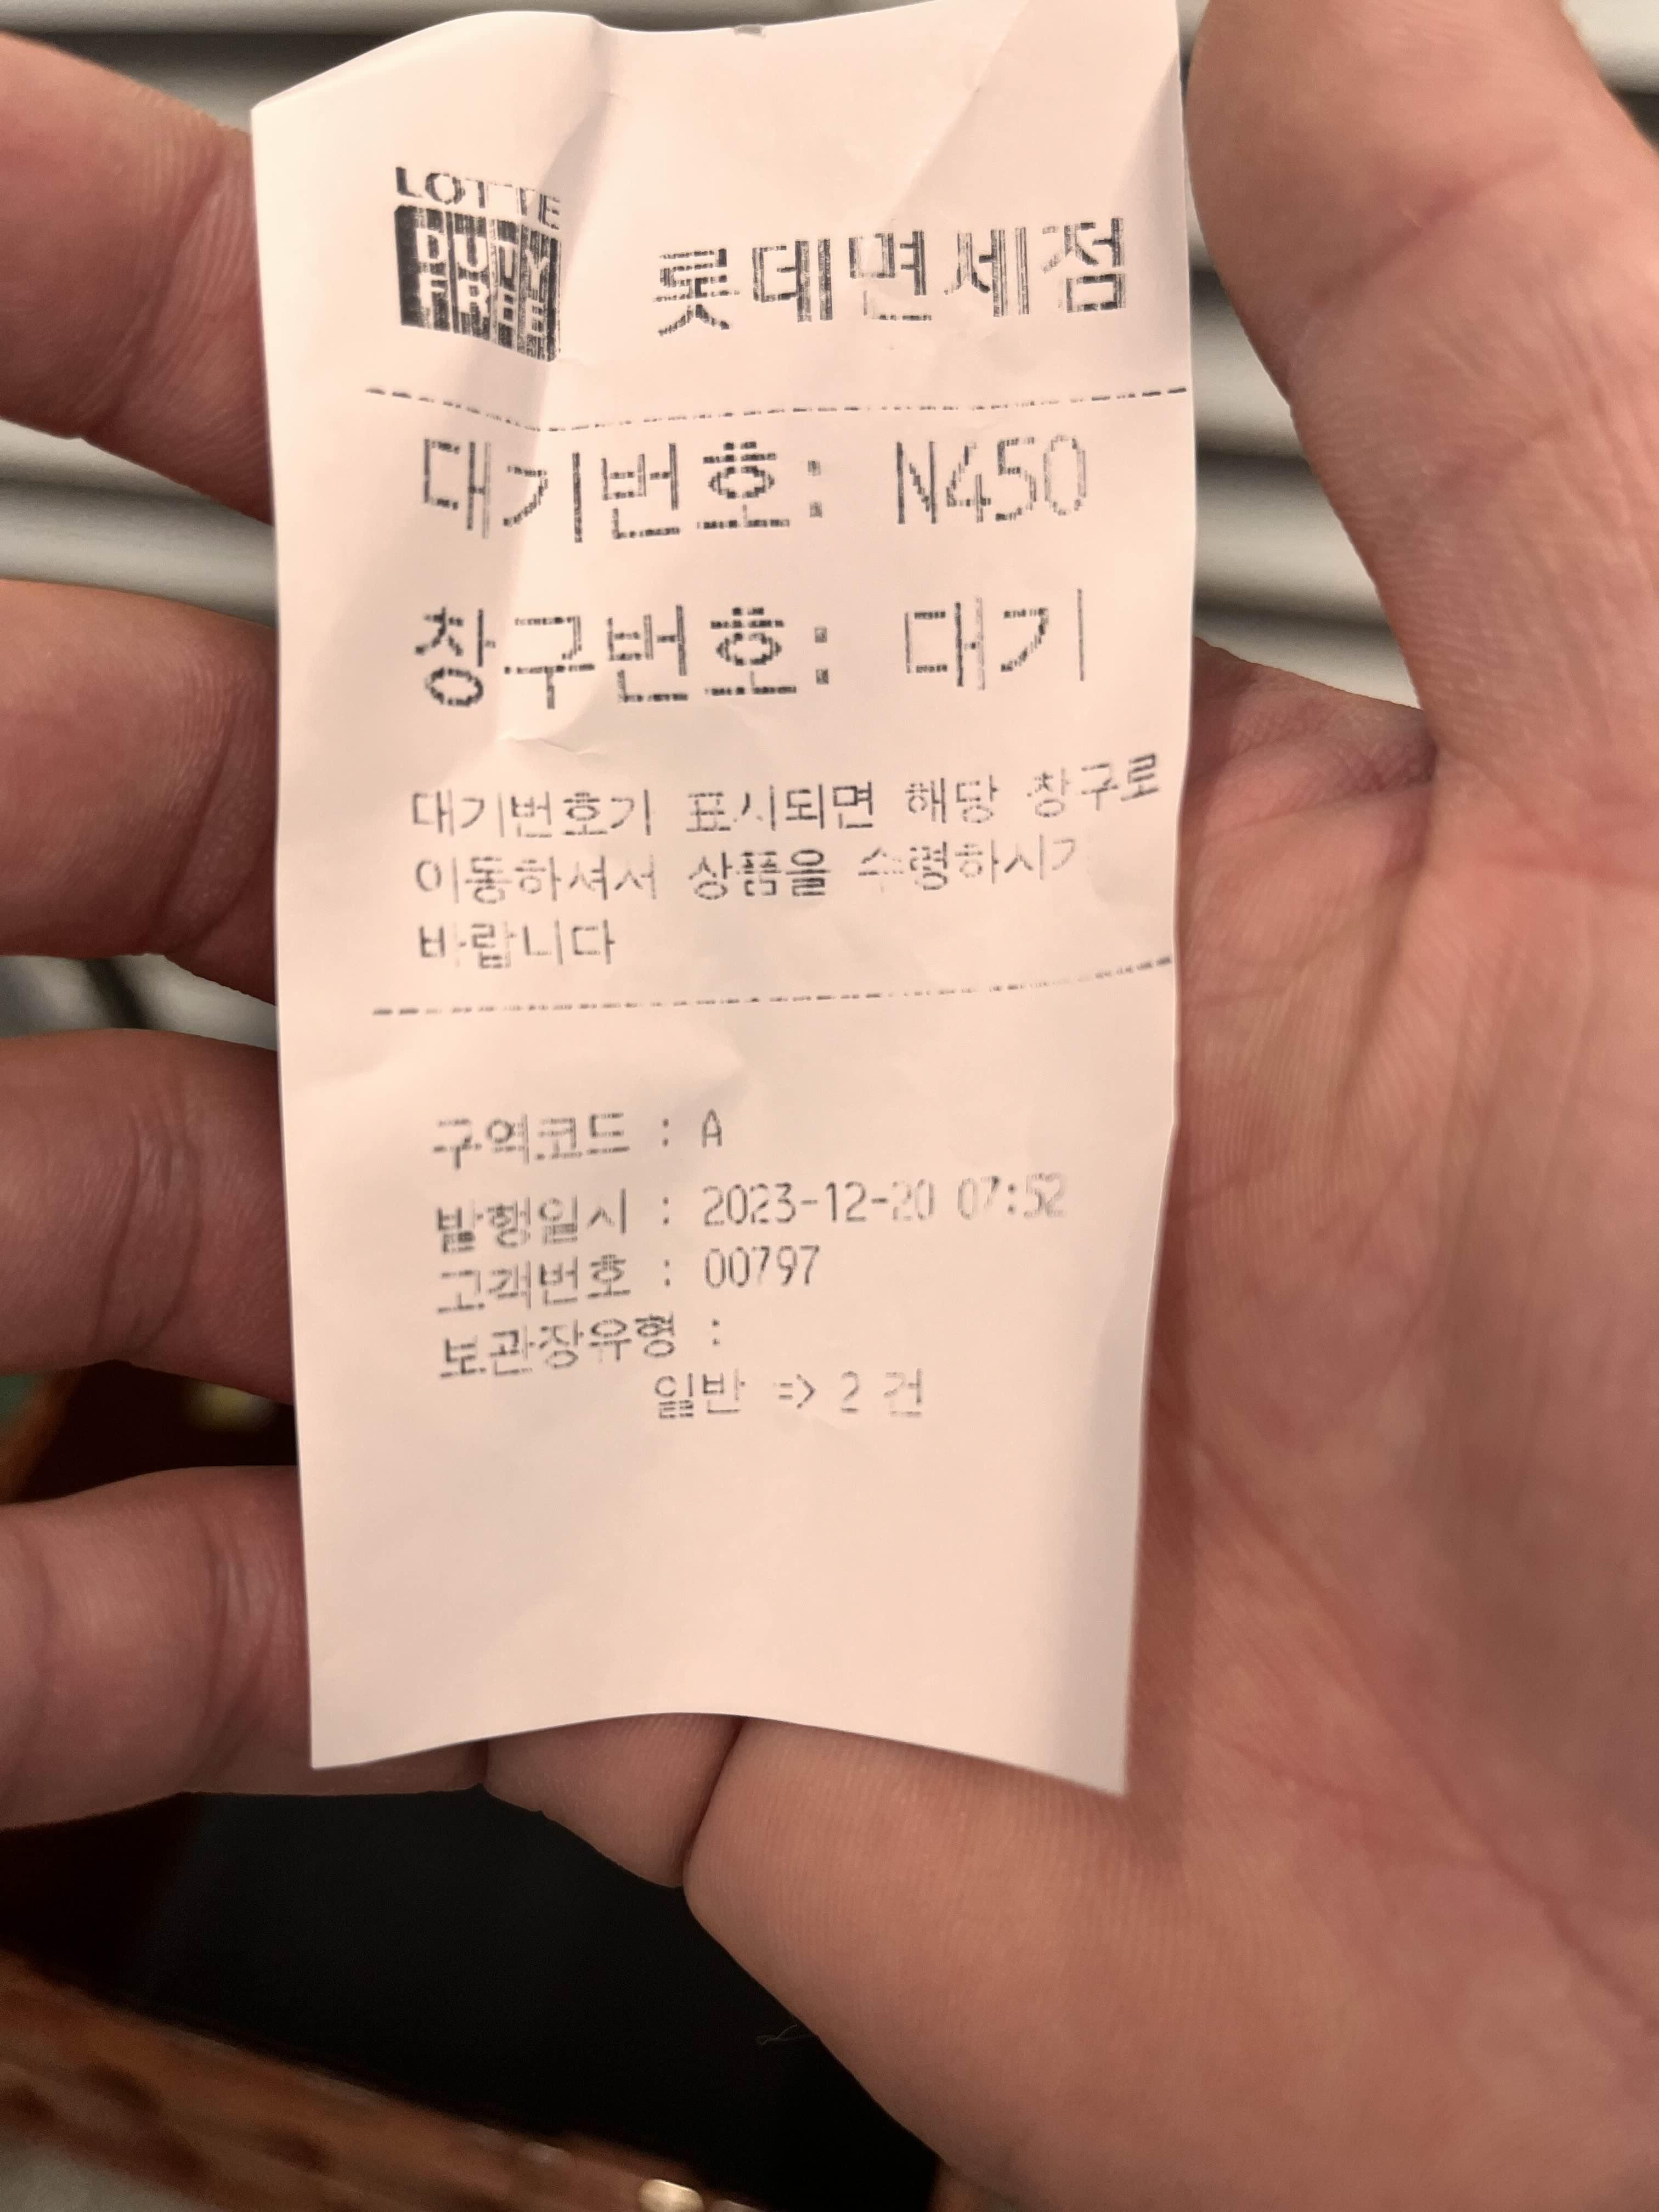 LOTTE
DUTY
FREE
롯데면세점
대기번호: N450
창구번호: 대기
대기번호가 표시되면 해당 창구로
이동하셔서 상품을 수령하시기
바랍니다
구역코드 : A
발행일시 : 2023-12-20 07:52
고객번호 : 00797
토관장유형 :
일반 => 2 건